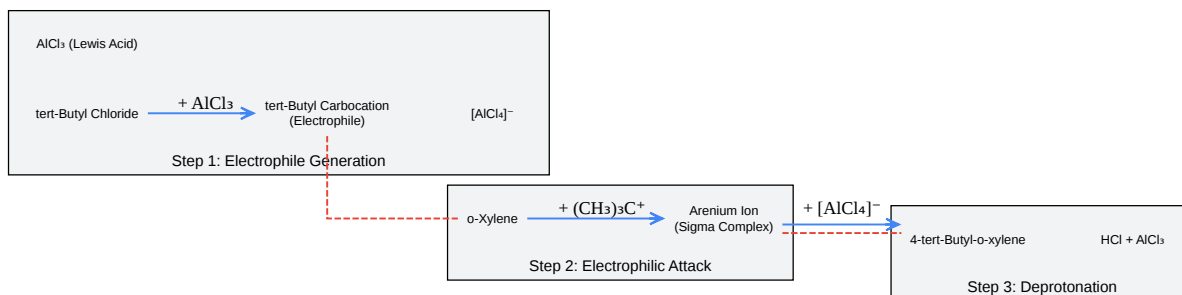 AlCl₃ (Lewis Acid)
tert-Butyl Chloride
+ AlCl₃
tert-Butyl Carbocation
(Electrophile)
[AlCl₄]⁻
Step 1: Electrophile Generation
o-Xylene
+ (CH₃)₃C⁺
Arenium Ion
(Sigma Complex)
Step 2: Electrophilic Attack
+ [AlCl₄]⁻
4-tert-Butyl-o-xylene
HCl + AlCl₃
Step 3: Deprotonation